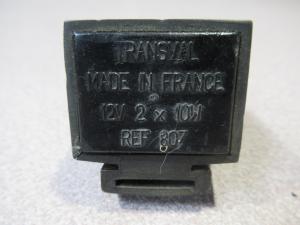 TRANSVAL
MADE IN FRANCE
12V 2 x 10W
REF 807